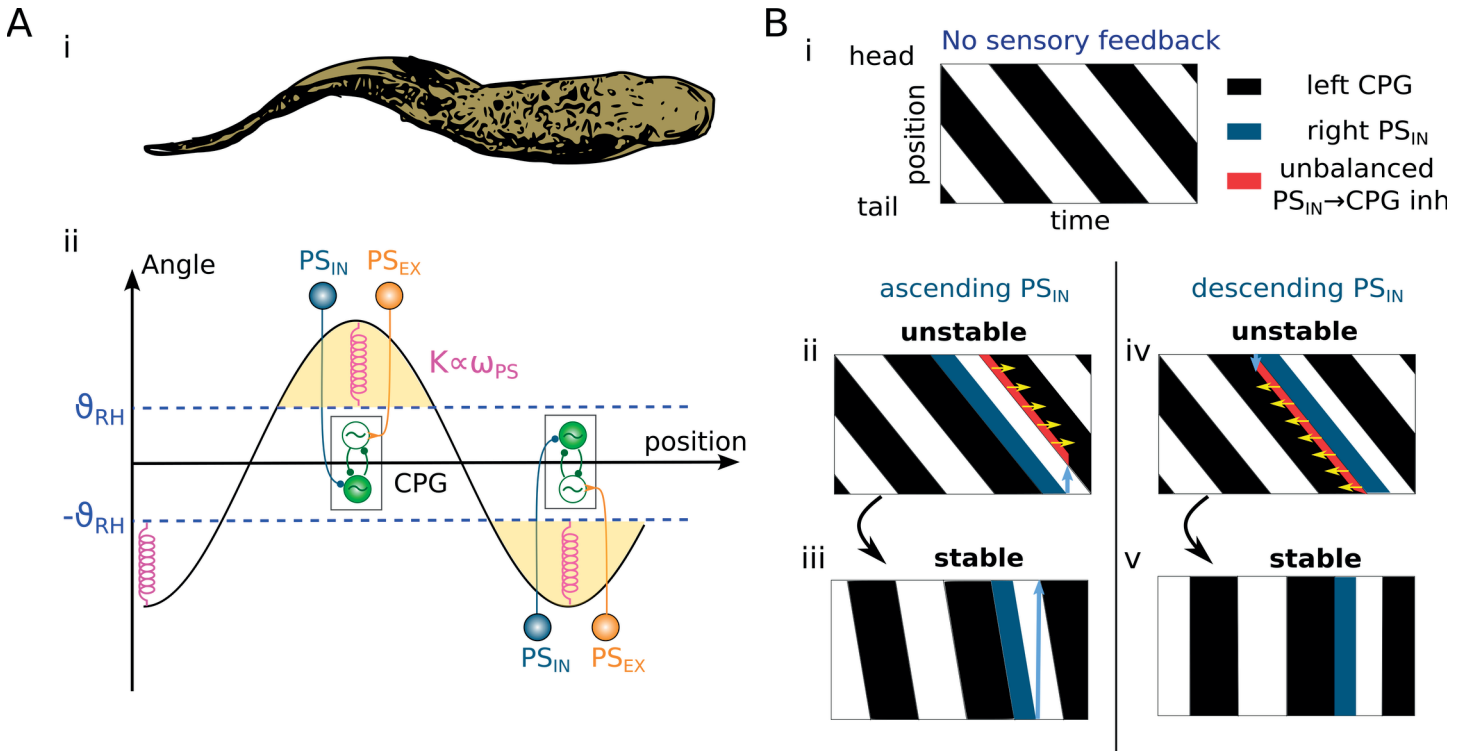 A
i
ii
Angle
PS_IN
PS_EX
K∝ω_PS
ϑ_RH
position
CPG
-ϑ_RH
PS_IN
PS_EX
B
i
No sensory feedback
head
position
tail
time
left CPG
right PS_IN
unbalanced
PS_IN→CPG inh
ascending PS_IN
unstable
ii
iii
stable
descending PS_IN
unstable
iv
v
stable